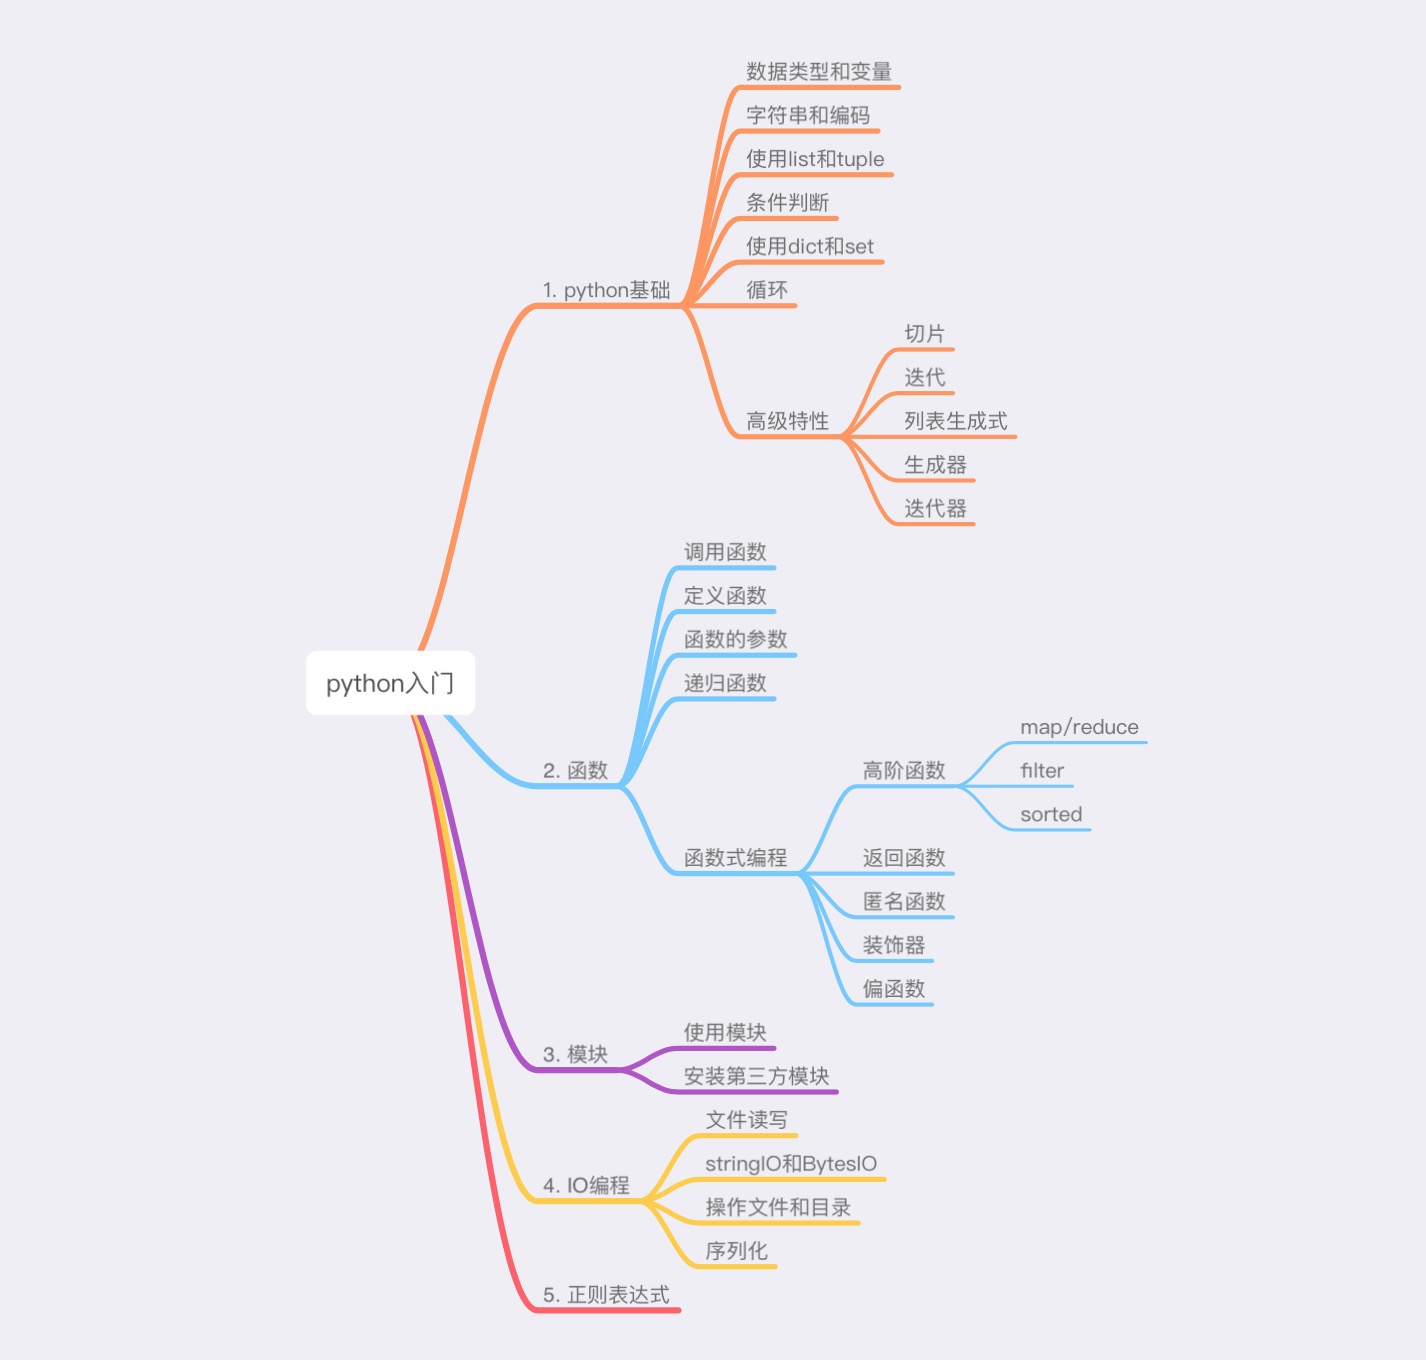 python入门
1. python基础
数据类型和变量
字符串和编码
使用list和tuple
条件判断
使用dict和set
循环
高级特性
切片
迭代
列表生成式
生成器
迭代器
2. 函数
调用函数
定义函数
函数的参数
递归函数
函数式编程
高阶函数
map/reduce
filter
sorted
返回函数
匿名函数
装饰器
偏函数
3. 模块
使用模块
安装第三方模块
4. IO编程
文件读写
stringIO和BytesIO
操作文件和目录
序列化
5. 正则表达式